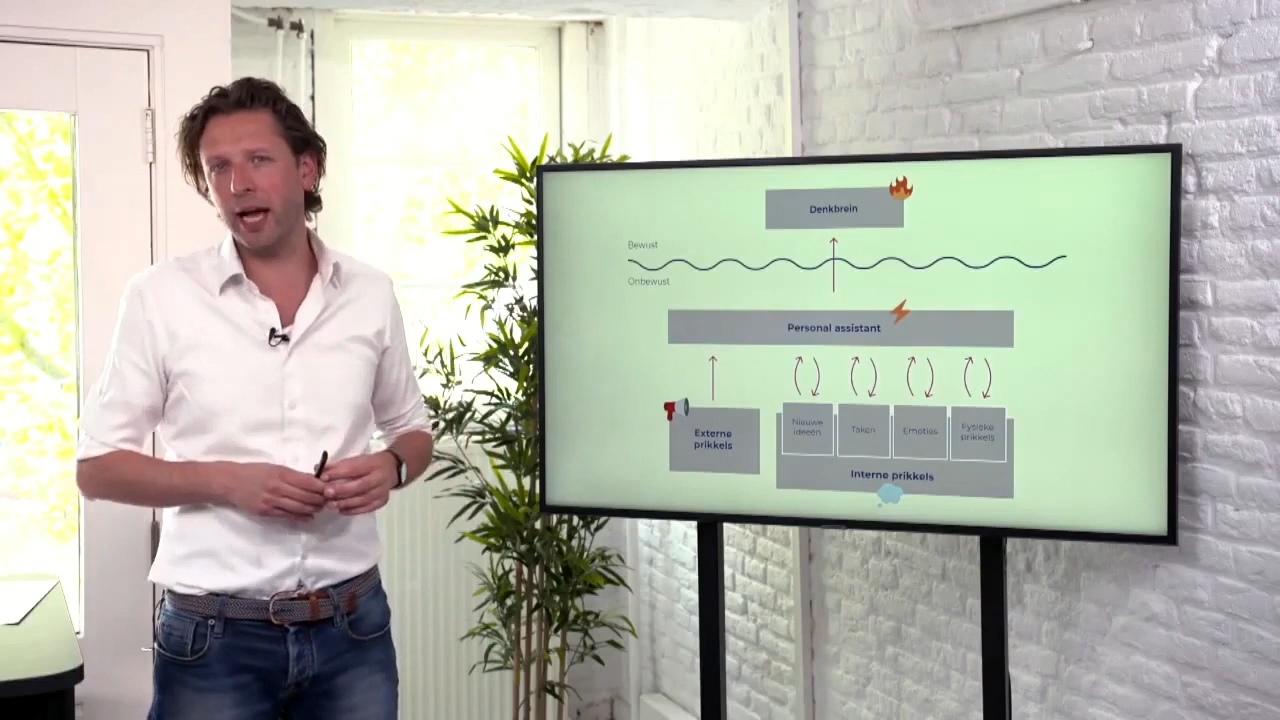 Denkbrein
Bewust
Onbewust
Personal assistant
Externe
prikkels
Nieuwe
ideeën
Taken
Emoties
Fysieke
prikkels
Interne prikkels